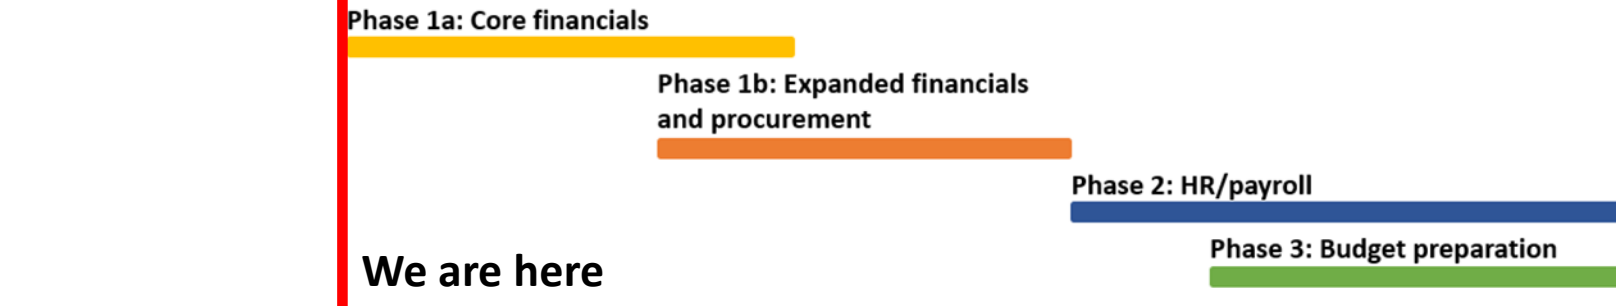 Phase 1a: Core financials
Phase 1b: Expanded financials
and procurement
Phase 2: HR/payroll
Phase 3: Budget preparation
We are here